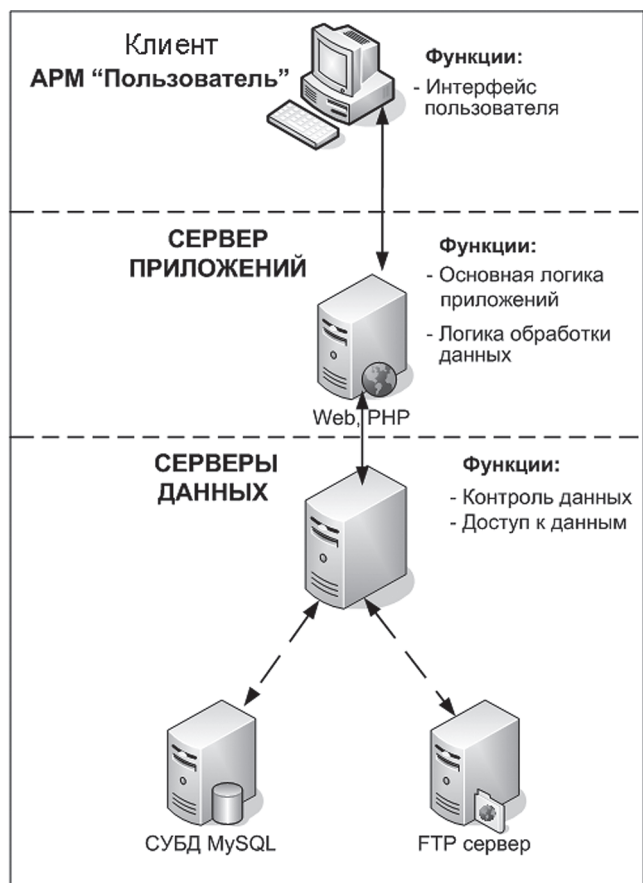 Клиент
АРМ “Пользователь”
Функции:
- Интерфейс
пользователя
СЕРВЕР
ПРИЛОЖЕНИЙ
Функции:
- Основная логика
приложений
- Логика обработки
данных
Web, PHP
СЕРВЕРЫ
ДАННЫХ
Функции:
- Контроль данных
- Доступ к данным
СУБД MySQL
FTP сервер